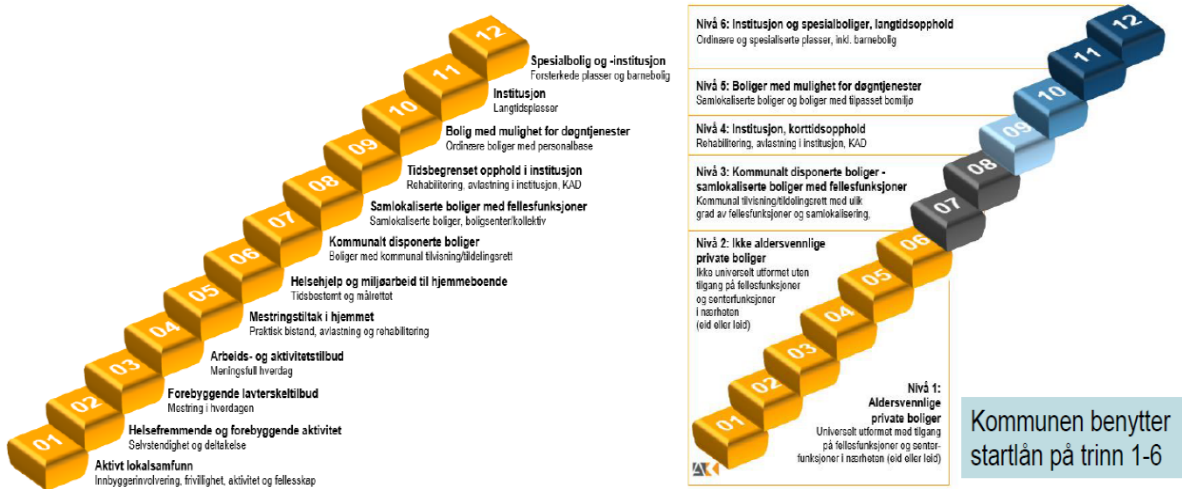 12
Spesialbolig og -institusjon
Forsterkede plasser og barnebolig
11
Institusjon
Langtidsplasser
10
Bolig med mulighet for døgntjenester
Ordinære boliger med personalbase
09
Tidsbegrenset opphold i institusjon
Rehabilitering, avlastning i institusjon, KAD
08
Samlokaliserte boliger med fellesfunksjoner
Samlokaliserte boliger, boligsenter/kollektiv
07
Kommunalt disponerte boliger
Boliger med kommunal tilvising/tildelingsrett
06
Helsehjelp og miljøarbeid til hjemmeboende
Tidsbestemt og målrettet
05
Mestringstiltak i hjemmet
Praktisk bistand, avlastning og rehabilitering
04
Arbeids- og aktivitetstilbud
Meningsfull hverdag
03
Forebyggende lavterskeltilbud
Mestring i hverdagen
02
Helsefremmende og forebyggende aktivitet
Selvstendighet og deltakelse
01
Aktivt lokalsamfunn
Innbyggerinvolvering, frivillighet, aktivitet og fellesskap
Nivå 6: Institusjon og spesialboliger, langtidsopphold
Ordinære og spesialiserte plasser, inkl. barnebolig
12
11
Nivå 5: Boliger med mulighet for døgntjenester
Samlokaliserte boliger og boliger med tilpasset bomiljø
10
Nivå 4: Institusjon, korttidsopphold
Rehabilitering, avlastning i institusjon, KAD
09
Nivå 3: Kommunalt disponerte boliger -
samlokaliserte boliger med fellesfunksjoner
Kommunal tilvisning/tildelingsrett med ulik
grad av fellesfunksjoner og samlokalisering,
08
07
Nivå 2: Ikke aldersvennlige
private boliger
Ikke universelt utformet uten
tilgang på fellesfunksjoner
og senterfunksjoner
i nærheten
(eid eller leid)
06
05
04
03
02
01
Nivå 1:
Aldersvennlige
private boliger
Universelt utformet med tilgang
på fellesfunksjoner og senter-
funksjoner i nærheten (eid eller leid)
Kommunen benytter
startlån på trinn 1-6